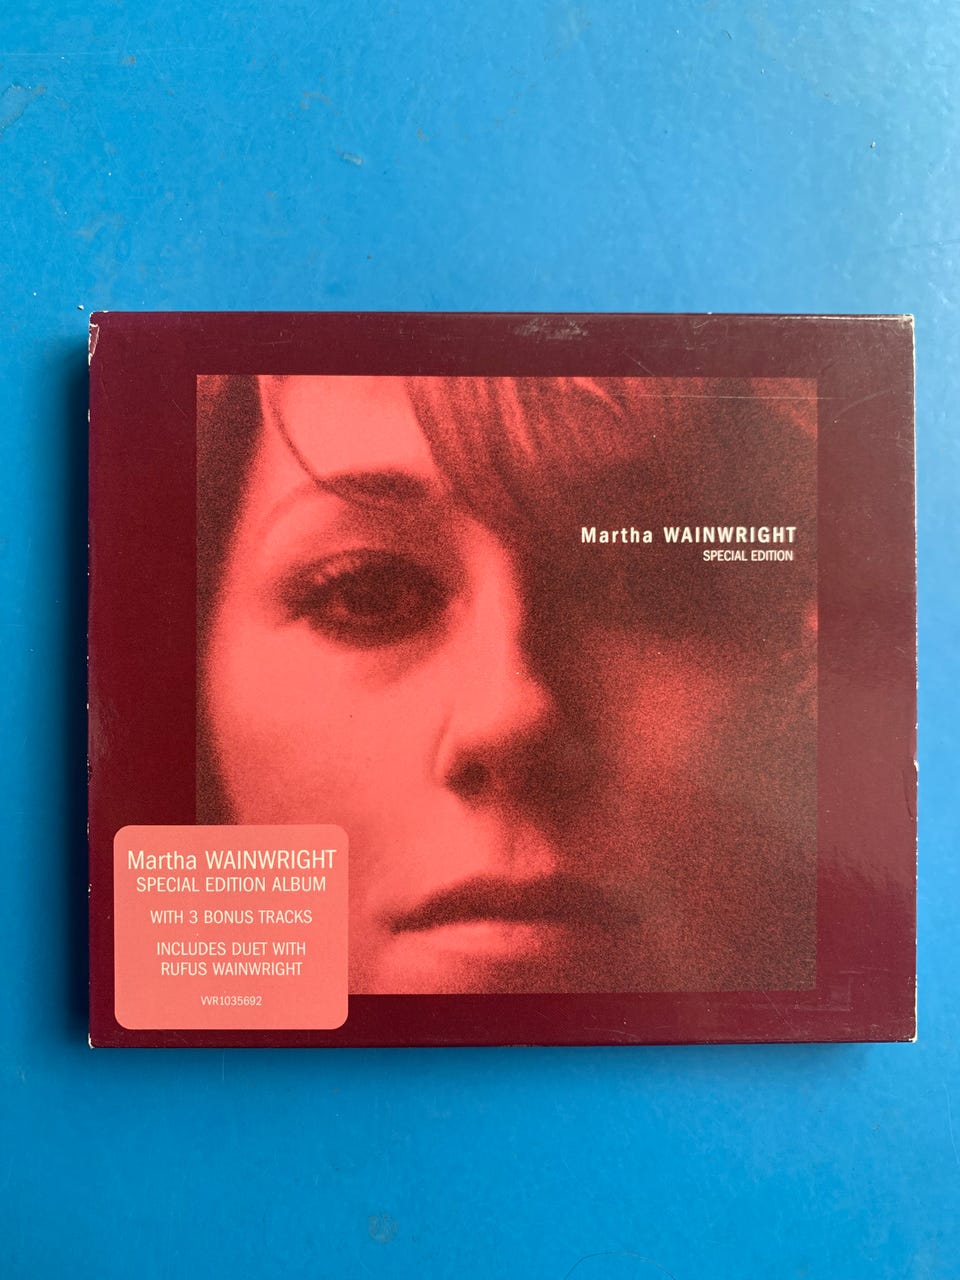 Martha WAINWRIGHT
SPECIAL EDITION
Martha WAINWRIGHT
SPECIAL EDITION ALBUM
WITH 3 BONUS TRACKS
INCLUDES DUET WITH
RUFUS WAINWRIGHT
VVR1035692